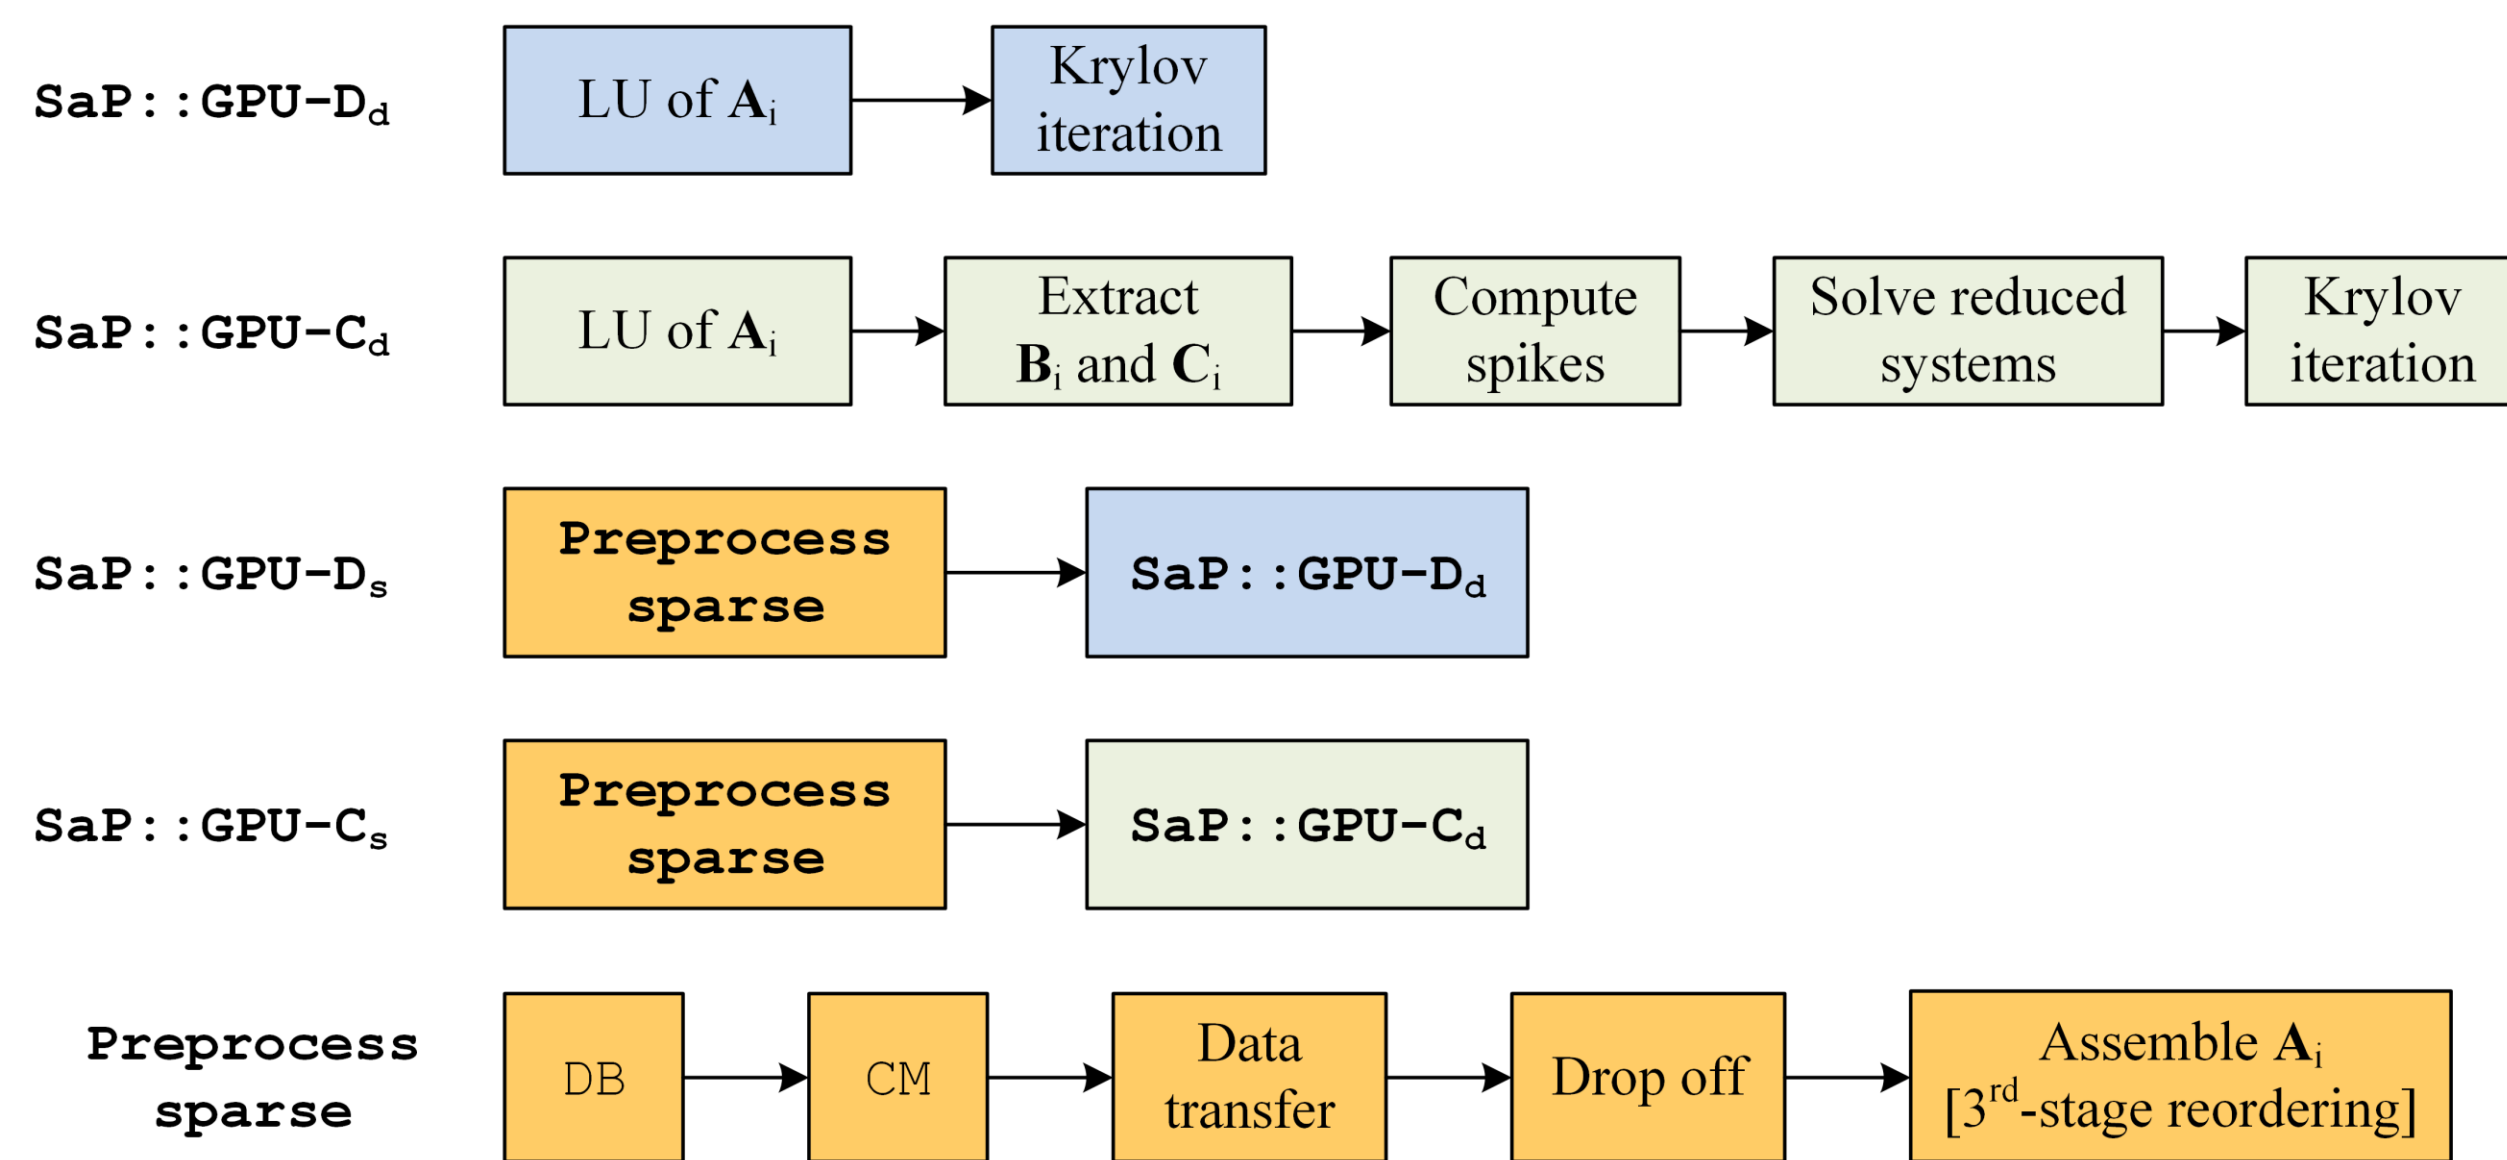 SaP::GPU-Dd
LU of Ai
Krylov
iteration
SaP::GPU-Cd
LU of Ai
Extract
Bi and Ci
Compute
spikes
Solve reduced
systems
Krylov
iteration
SaP::GPU-Ds
Preprocess
sparse
SaP::GPU-Dd
SaP::GPU-Cs
Preprocess
sparse
SaP::GPU-Cd
Preprocess
sparse
DB
CM
Data
transfer
Drop off
Assemble Ai
[3rd-stage reordering]